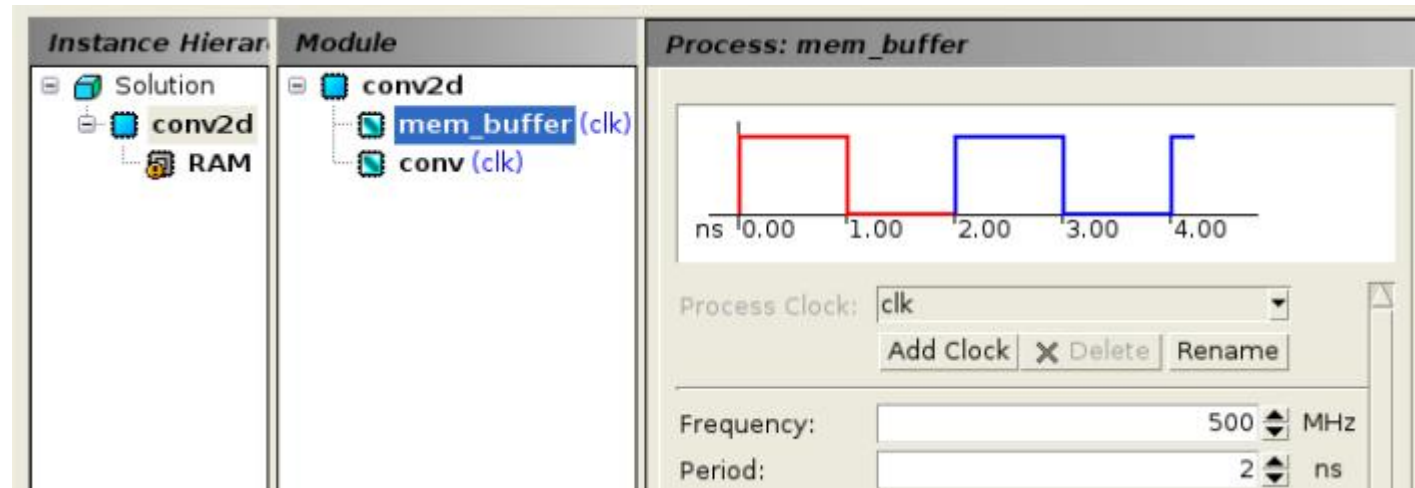 Instance Hierar
Solution
conv2d
RAM
Module
conv2d
mem_buffer (clk)
conv (clk)
Process: mem_buffer
ns 0.00 1.00 2.00 3.00 4.00
Process Clock: clk
Add Clock Delete Rename
Frequency: 500 MHz
Period: 2 ns